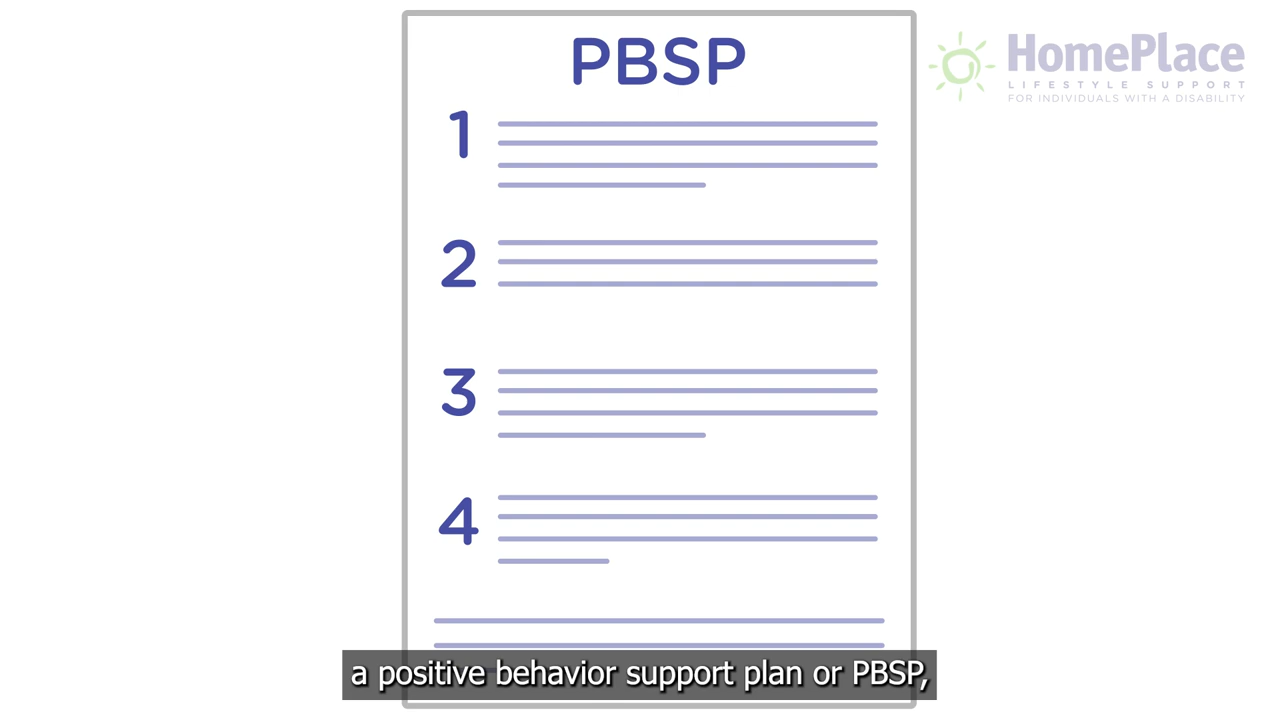 PBSP
HomePlace
LIFESTYLE SUPPORT
FOR INDIVIDUALS WITH A DISABILITY
1
2
3
4
a positive behavior support plan or PBSP,